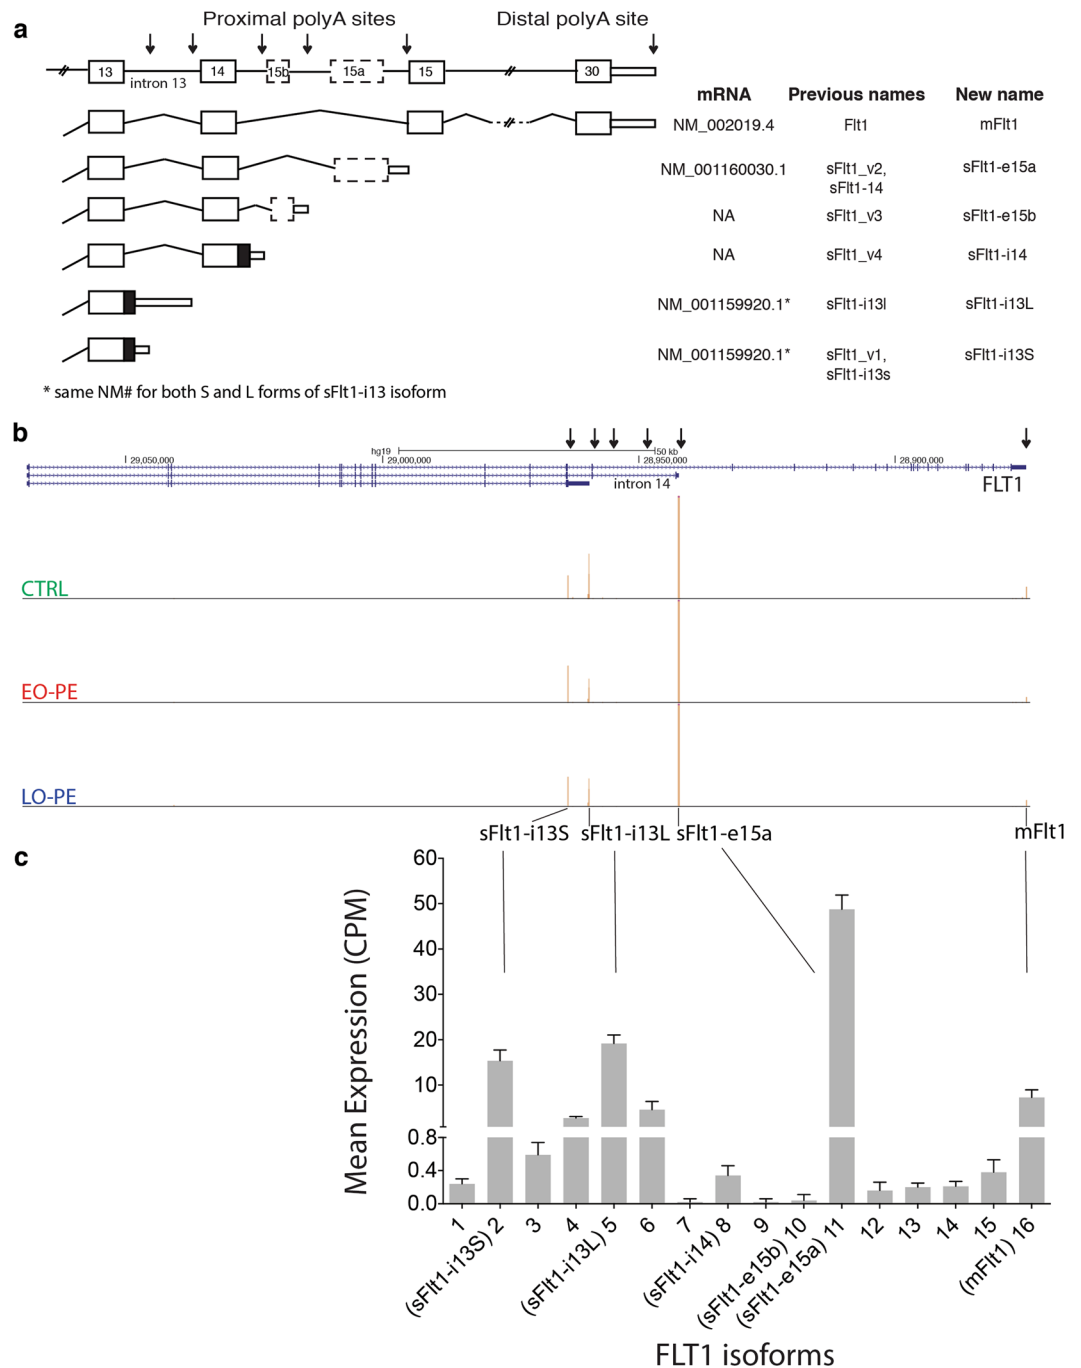 a
Proximal polyA sites
Distal polyA site
13
intron 13
14
15b
15a
15
30
mRNA Previous names New name
NM_002019.4 Flt1 mFlt1
NM_001160030.1 sFlt1_v2, sFlt1-e15a
sFlt1-14
NA sFlt1_v3 sFlt1-e15b
NA sFlt1_v4 sFlt1-i14
NM_001159920.1* sFlt1-i13l sFlt1-i13L
NM_001159920.1* sFlt1_v1, sFlt1-i13S
sFlt1-i13s
* same NM# for both S and L forms of sFlt1-i13 isoform
b
hg19 50 kb
29,050,000 29,000,000 28,950,000 28,900,000
intron 14 FLT1
CTRL
EO-PE
LO-PE
sFlt1-i13S sFlt1-i13L sFlt1-e15a mFlt1
c
Mean Expression (CPM)
60
50
40
30
20
10
0.8
0.4
0.0
1
(sFlt1-i13S) 2
3
4
(sFlt1-i13L) 5
6
7
(sFlt1-i14) 8
9
(sFlt1-e15b) 10
(sFlt1-e15a) 11
12
13
14
15
(mFlt1) 16
FLT1 isoforms